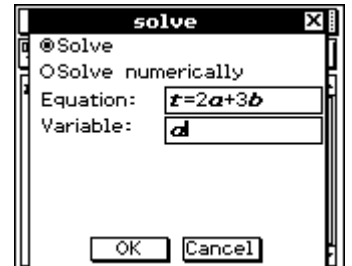 solve
Solve
Solve numerically
Equation: t=2a+3b
Variable: a
OK Cancel